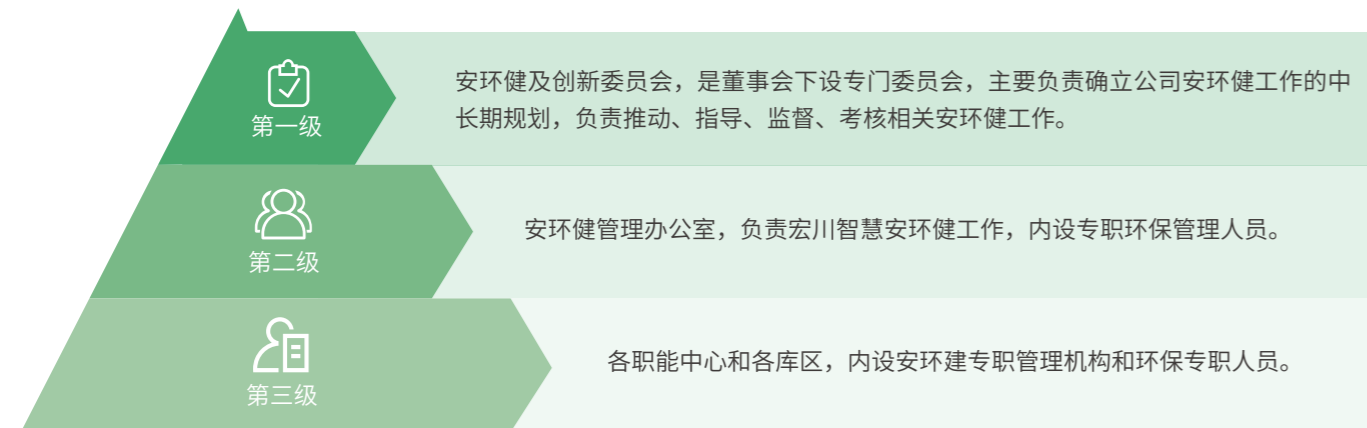 第一级
安环健及创新委员会，是董事会下设专门委员会，主要负责确立公司安环健工作的中
长期规划，负责推动、指导、监督、考核相关安环健工作。
第二级
安环健管理办公室，负责宏川智慧安环健工作，内设专职环保管理人员。
第三级
各职能中心和各库区，内设安环建专职管理机构和环保专职人员。